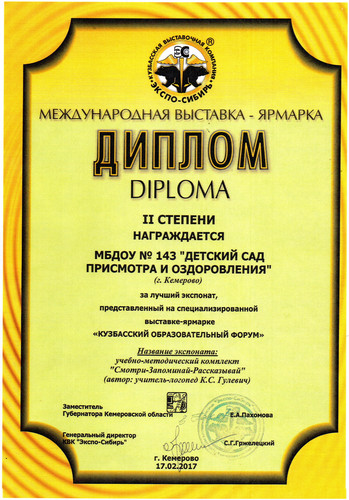 КУЗБАССКАЯ ВЫСТАВОЧНАЯ КОМПАНИЯ
"ЭКСПО-СИБИРЬ"
®
МЕЖДУНАРОДНАЯ ВЫСТАВКА - ЯРМАРКА
ДИПЛОМ
DIPLOMA
II СТЕПЕНИ
НАГРАЖДАЕТСЯ
МБДОУ № 143 "ДЕТСКИЙ САД
ПРИСМОТРА И ОЗДОРОВЛЕНИЯ"
(г. Кемерово)
за лучший экспонат,
представленный на специализированной
выставке-ярмарке
«КУЗБАССКИЙ ОБРАЗОВАТЕЛЬНЫЙ ФОРУМ»
Название экспоната:
учебно-методический комплект
"Смотри-Запоминай-Рассказывай"
(автор: учитель-логопед К.С. Гулевич)
Заместитель
Губернатора Кемеровской области
Е.А.Пахомова
Генеральный директор
КВК "Экспо-Сибирь"
С.Г.Гржелецкий
г. Кемерово
17.02.2017